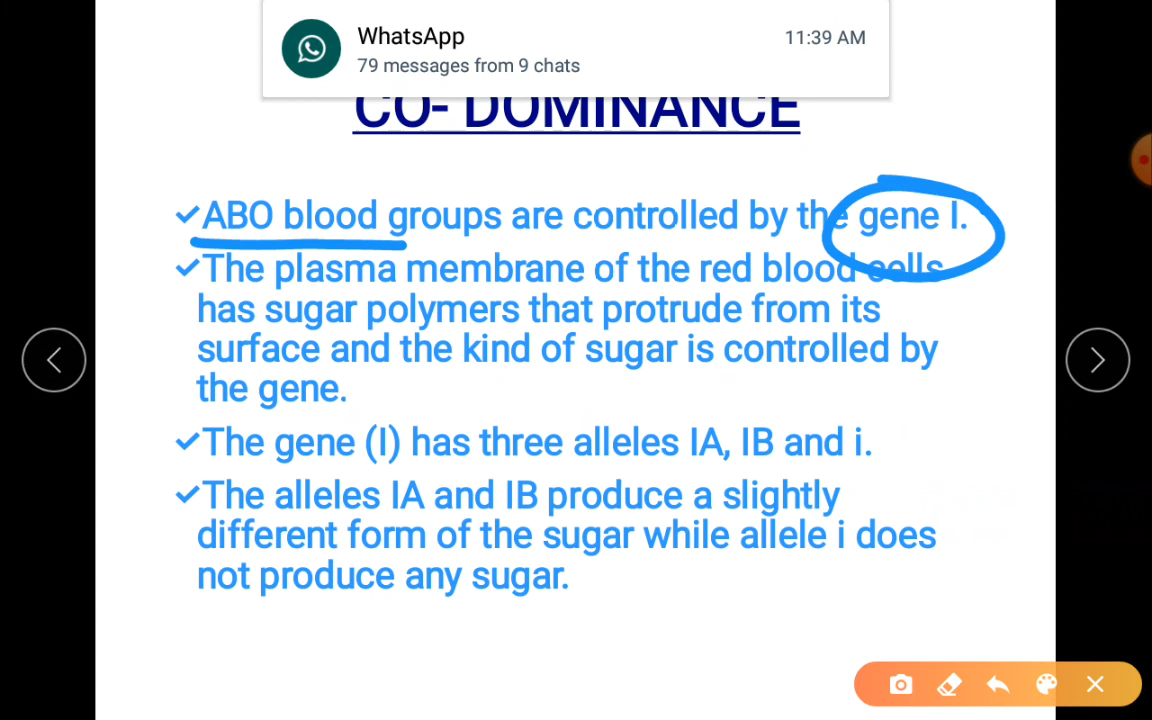 WhatsApp 11:39 AM
79 messages from 9 chats
CO- DOMINANCE
✓ABO blood groups are controlled by the gene I.
✓The plasma membrane of the red blood cells
has sugar polymers that protrude from its
surface and the kind of sugar is controlled by
the gene.
✓The gene (I) has three alleles IA, IB and i.
✓The alleles IA and IB produce a slightly
different form of the sugar while allele i does
not produce any sugar.